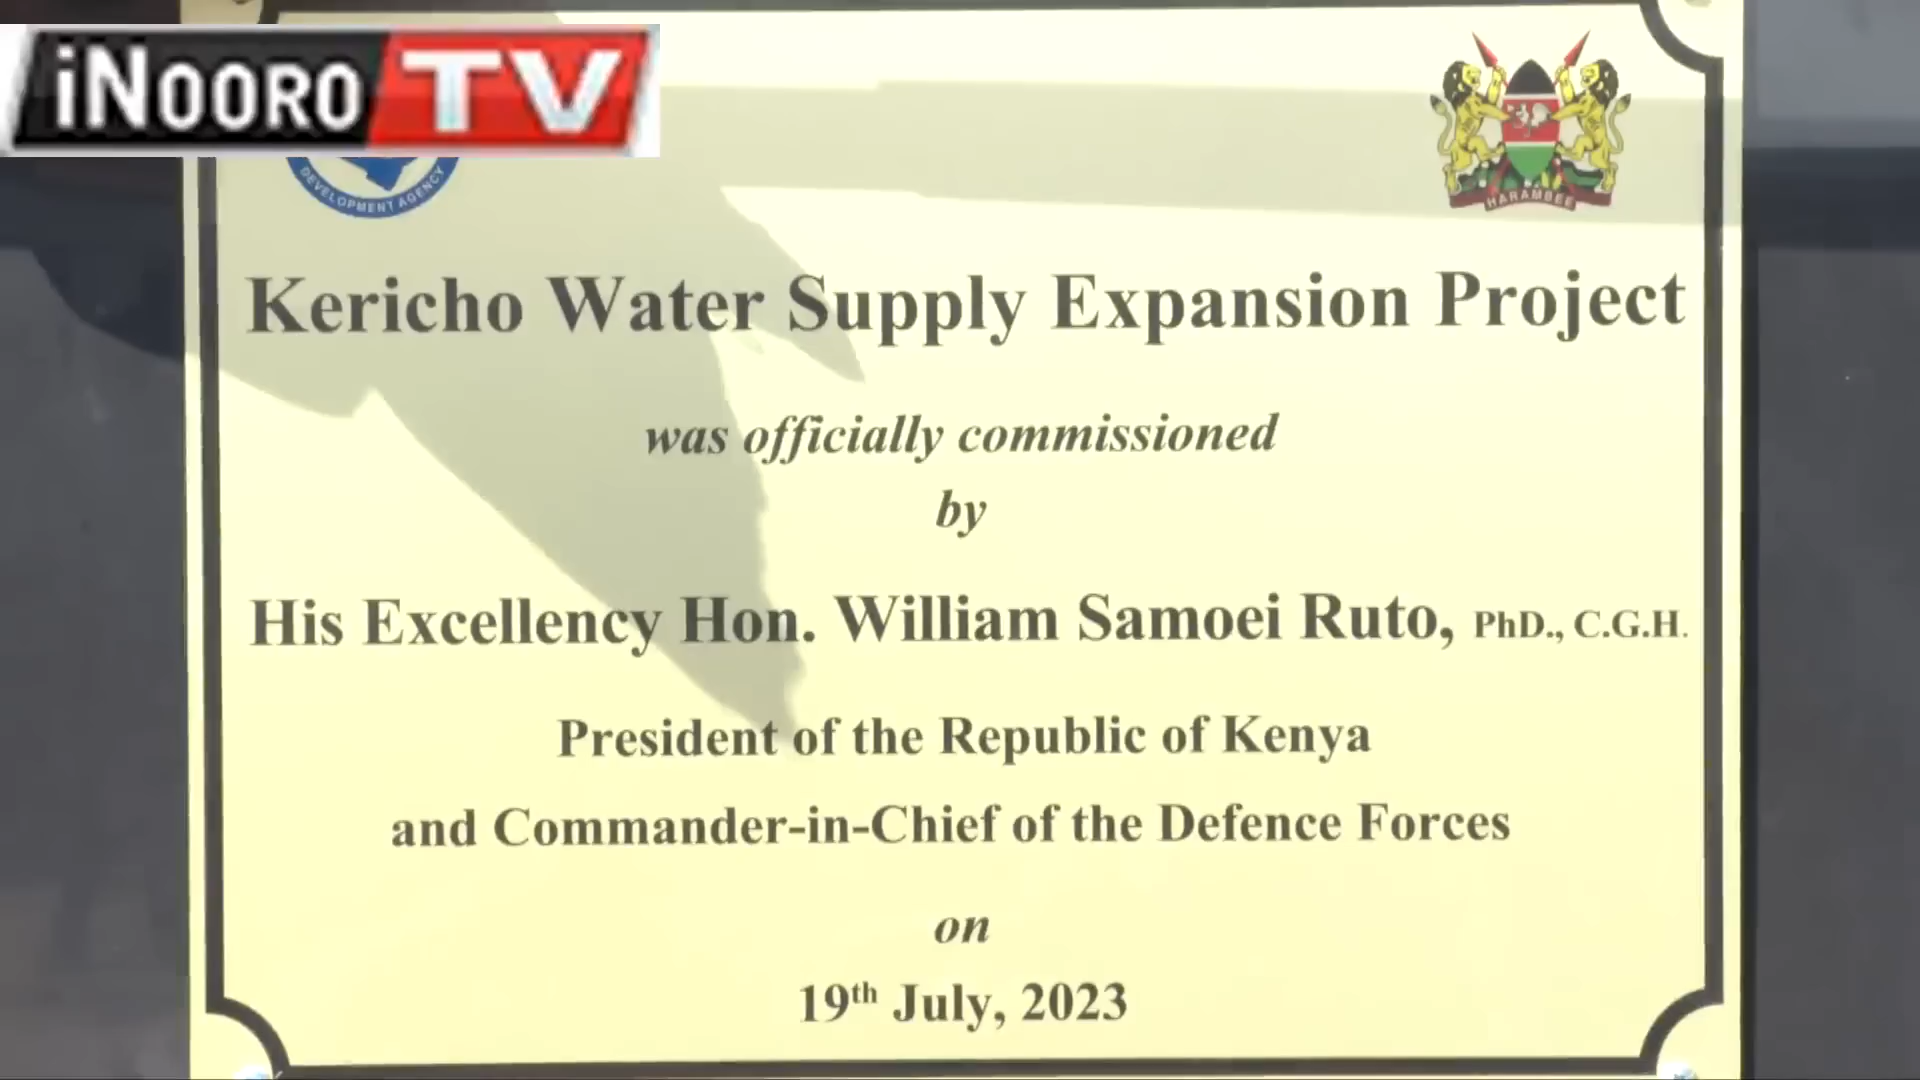 iNOORO TV
DEVELOPMENT AGENCY
HARAMBEE
Kericho Water Supply Expansion Project
was officially commissioned
by
His Excellency Hon. William Samoei Ruto, PhD., C.G.H.
President of the Republic of Kenya
and Commander-in-Chief of the Defence Forces
on
19th July, 2023